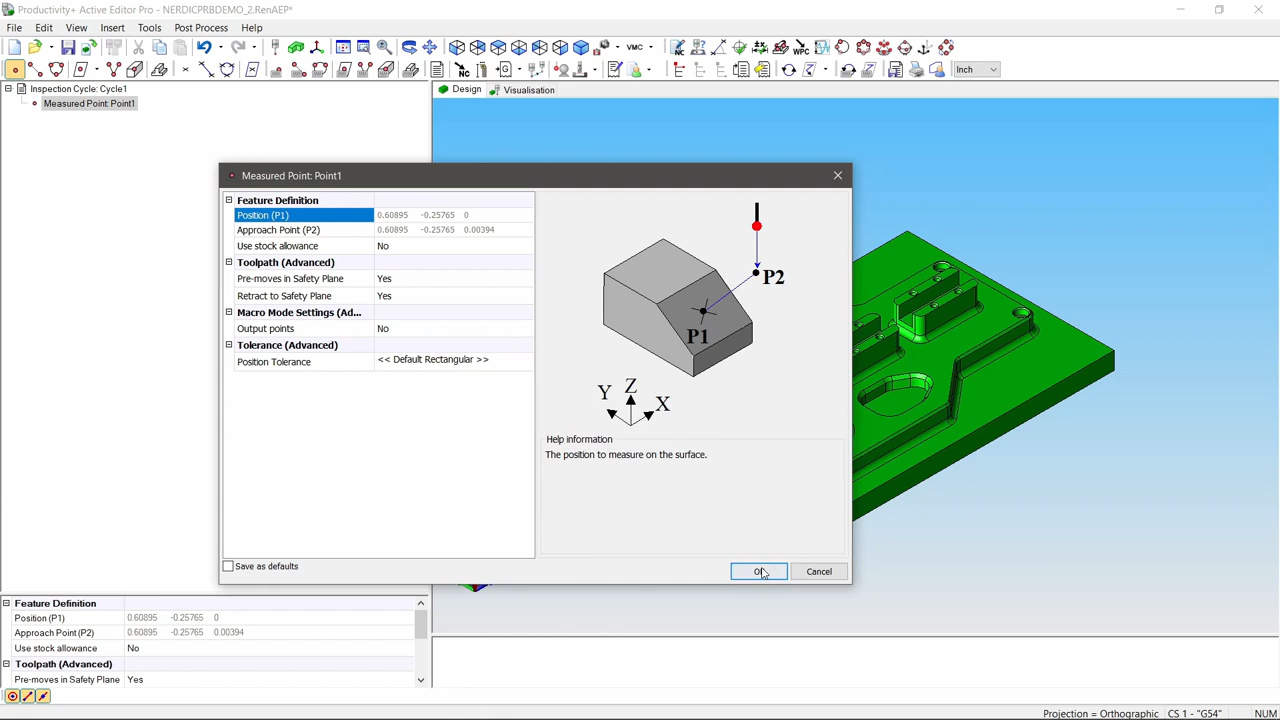 Productivity+ Active Editor Pro - NERDICPRBDEMO_2.RenAEP*
File Edit View Insert Tools Post Process Help
VMC
NC WPC
NC G Inch
Inspection Cycle: Cycle1
Measured Point: Point1
Design Visualisation
Measured Point: Point1
Feature Definition
Position (P1) 0.60895 -0.25765 0
Approach Point (P2) 0.60895 -0.25765 0.00394
Use stock allowance No
Toolpath (Advanced)
Pre-moves in Safety Plane Yes
Retract to Safety Plane Yes
Macro Mode Settings (Ad...
Output points No
Tolerance (Advanced)
Position Tolerance << Default Rectangular >>
P2
P1
Y Z X
Help information
The position to measure on the surface.
Save as defaults
OK Cancel
Feature Definition
Position (P1) 0.60895 -0.25765 0
Approach Point (P2) 0.60895 -0.25765 0.00394
Use stock allowance No
Toolpath (Advanced)
Pre-moves in Safety Plane Yes
Projection = Orthographic CS 1 - "G54" NUM